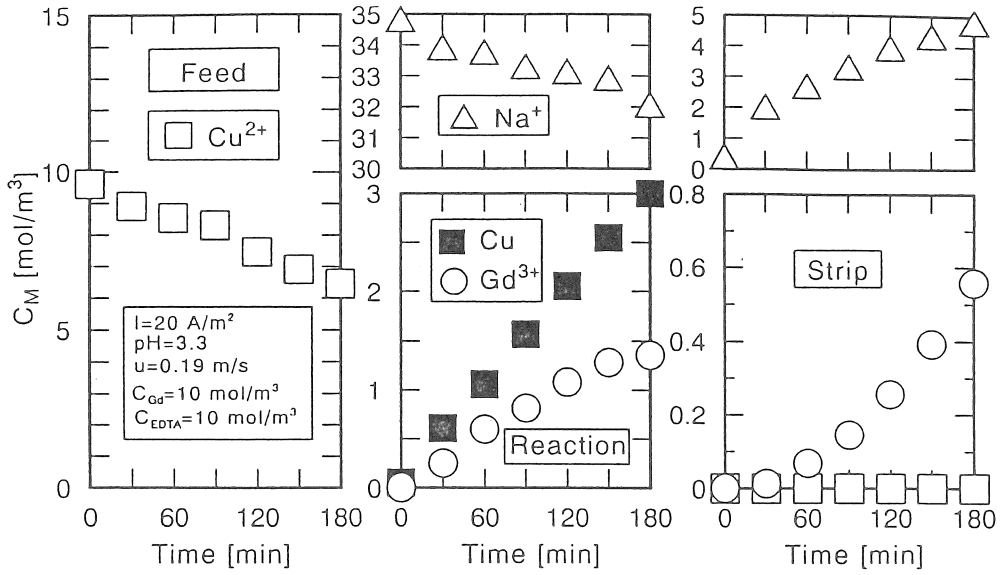 C_M [mol/m³]
15
10
5
0
Feed
Cu²⁺
I=20 A/m²
pH=3.3
u=0.19 m/s
C_Gd=10 mol/m³
C_EDTA=10 mol/m³
0
60
120
180
Time [min]
35
34
33
32
31
30
Na⁺
3
2
1
0
Cu
Gd³⁺
Reaction
0
60
120
180
Time [min]
5
4
3
2
1
0
0.8
0.6
0.4
0.2
0
Strip
0
60
120
180
Time [min]